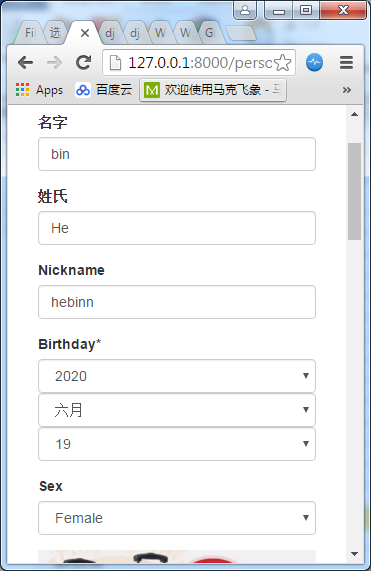 Fi 选 dj dj W W G
127.0.0.1:8000/perso
Apps 百度云 M 欢迎使用马克飞象 - 马 »
名字
bin
姓氏
He
Nickname
hebinn
Birthday*
2020
六月
19
Sex
Female